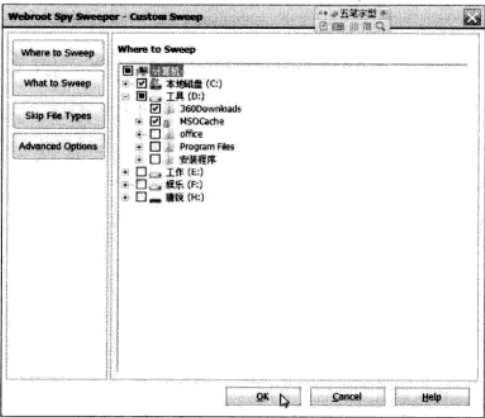 Webroot Spy Sweeper - Custom Sweep
五笔字型
Where to Sweep
What to Sweep
Skip File Types
Advanced Options
Where to Sweep
计算机
本地磁盘 (C:)
工具 (D:)
360Downloads
MSOCache
office
Program Files
安装程序
工作 (E:)
娱乐 (F:)
(H:)
OK
Cancel
Help